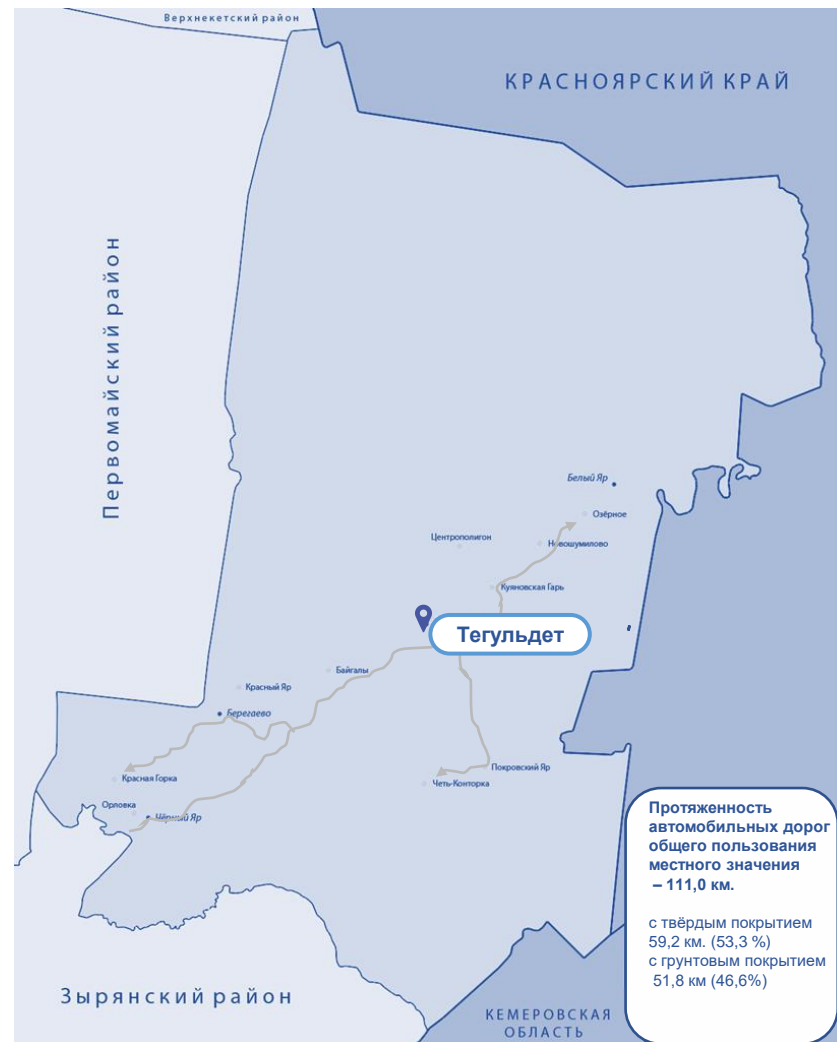 Верхнекетский район
КРАСНОЯРСКИЙ КРАЙ
Первомайский район
Белый Яр
Озёрное
Центрополигон
Новошумилово
Куяновская Гарь
Тегульдет
Байгалы
Красный Яр
Берегаево
Покровский Яр
Красная Горка
Четь-Конторка
Орловка
Чёрный Яр
Протяженность
автомобильных дорог
общего пользования
местного значения
– 111,0 км.
с твёрдым покрытием
59,2 км. (53,3 %)
с грунтовым покрытием
51,8 км (46,6%)
Зырянский район
КЕМЕРОВСКАЯ
ОБЛАСТЬ